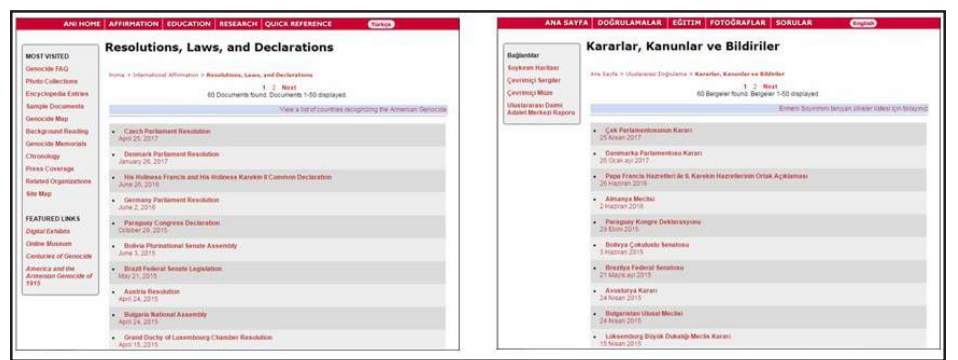 ANI HOME AFFIRMATION EDUCATION RESEARCH QUICK REFERENCE Türkçe
MOST VISITED
Genocide FAQ
Photo Collections
Encyclopedia Entries
Sample Documents
Genocide Map
Background Reading
Genocide Memorials
Chronology
Press Coverage
Related Organizations
Site Map
FEATURED LINKS
Digital Exhibits
Online Museum
Centuries of Genocide
America and the
Armenian Genocide of
1915
Resolutions, Laws, and Declarations
Home > International Affirmation > Resolutions, Laws, and Declarations
1 2 Next
60 Documents found. Documents 1-50 displayed.
View a list of countries recognizing the Armenian Genocide
• Czech Parliament Resolution
April 25, 2017
• Denmark Parliament Resolution
January 26, 2017
• His Holiness Francis and His Holiness Karekin II Common Declaration
June 26, 2016
• Germany Parliament Resolution
June 2, 2016
• Paraguay Congress Declaration
October 29, 2015
• Bolivia Plurinational Senate Assembly
June 3, 2015
• Brazil Federal Senate Legislation
May 21, 2015
• Austria Resolution
April 24, 2015
• Bulgaria National Assembly
April 24, 2015
• Grand Duchy of Luxembourg Chamber Resolution
April 15, 2015
ANA SAYFA DOĞRULAMALAR EĞİTİM FOTOĞRAFLAR SORULAR English
Bağlantılar
Soykırım Haritası
Çevrimiçi Sergiler
Çevrimiçi Müze
Uluslararası Daimi
Adalet Merkezi Raporu
Kararlar, Kanunlar ve Bildiriler
Ana Sayfa > Uluslararası Doğrulama > Kararlar, Kanunlar ve Bildiriler
1 2 Next
60 Belgeler found. Belgeler 1-50 displayed.
Ermeni Soyırımını tanıyan ülkeler listesi için tıklayınız
• Çek Parlamentosunun Kararı
25 Nisan 2017
• Danimarka Parlamentosu Kararı
26 Ocak ayı 2017
• Papa Francis Hazretleri ile II. Karekin Hazretlerinin Ortak Açıklaması
26 Haziran 2016
• Almanya Meclisi
2 Haziran 2016
• Paraguay Kongre Deklarasyonu
29 Ekim 2015
• Bolivya Çokuluslu Senatosu
3 Haziran 2015
• Brezilya Federal Senatosu
21 Mayıs ayı 2015
• Avusturya Kararı
24 Nisan 2015
• Bulgaristan Ulusal Meclisi
24 Nisan 2015
• Lüksemburg Büyük Dukalığı Meclis Kararı
15 Nisan 2015